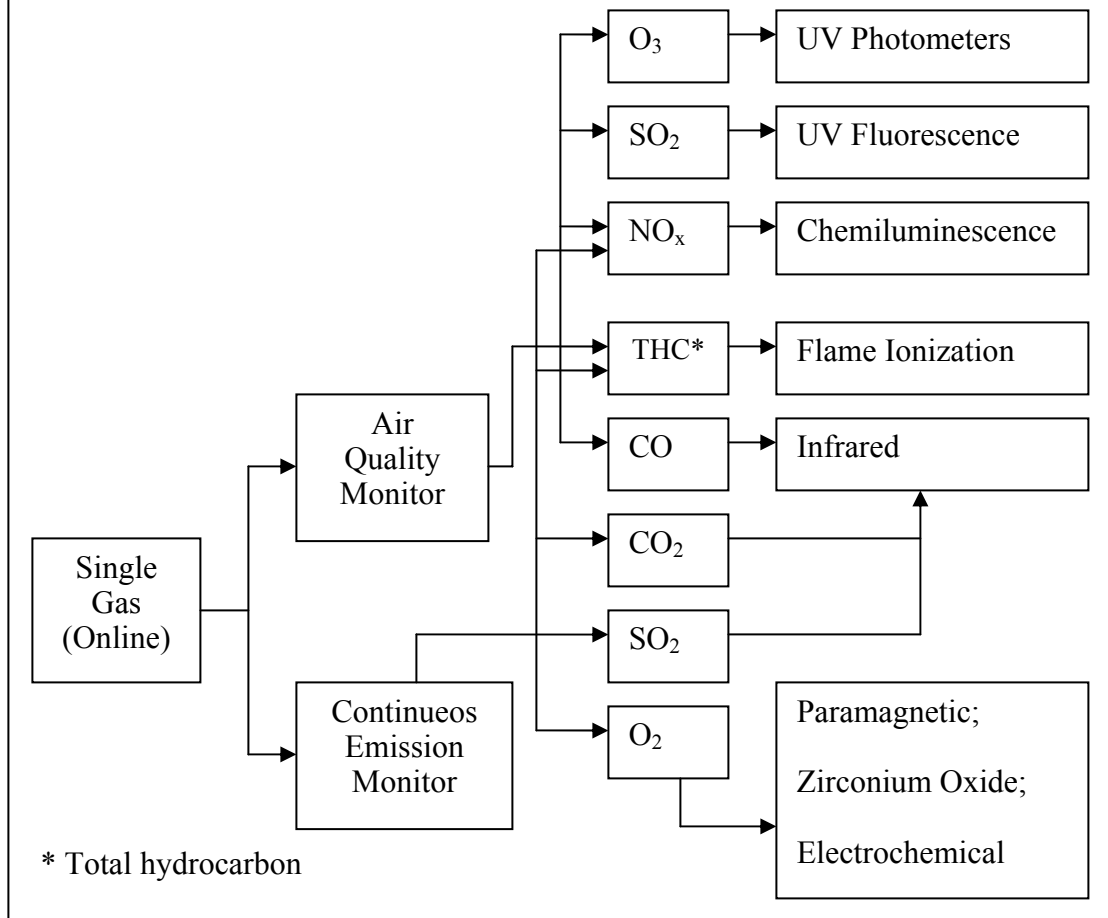 O₃
UV Photometers
SO₂
UV Fluorescence
NOₓ
Chemiluminescence
THC*
Flame Ionization
Air
Quality
Monitor
CO
Infrared
Single
Gas
(Online)
CO₂
SO₂
Continueos
Emission
Monitor
O₂
Paramagnetic;
Zirconium Oxide;
Electrochemical
* Total hydrocarbon